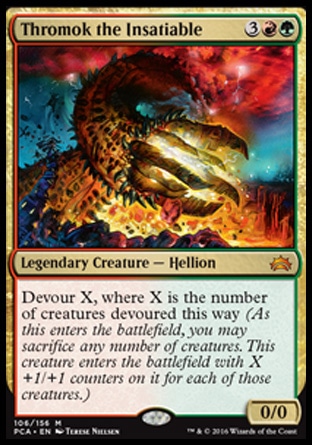 Thromok the Insatiable 3
Legendary Creature — Hellion
Devour X, where X is the number
of creatures devoured this way (As
this enters the battlefield, you may
sacrifice any number of creatures. This
creature enters the battlefield with X
+1/+1 counters on it for each of those
creatures.)
0/0
106/156 M
PCA • EN Terese Nielsen
™ & © 2016 Wizards of the Coast